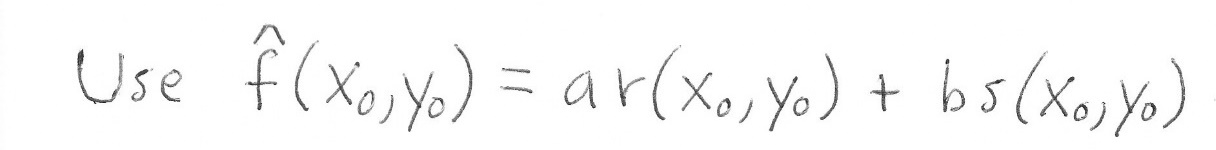 Use f̂(x₀,y₀) = ar(x₀,y₀) + bs(x₀,y₀)